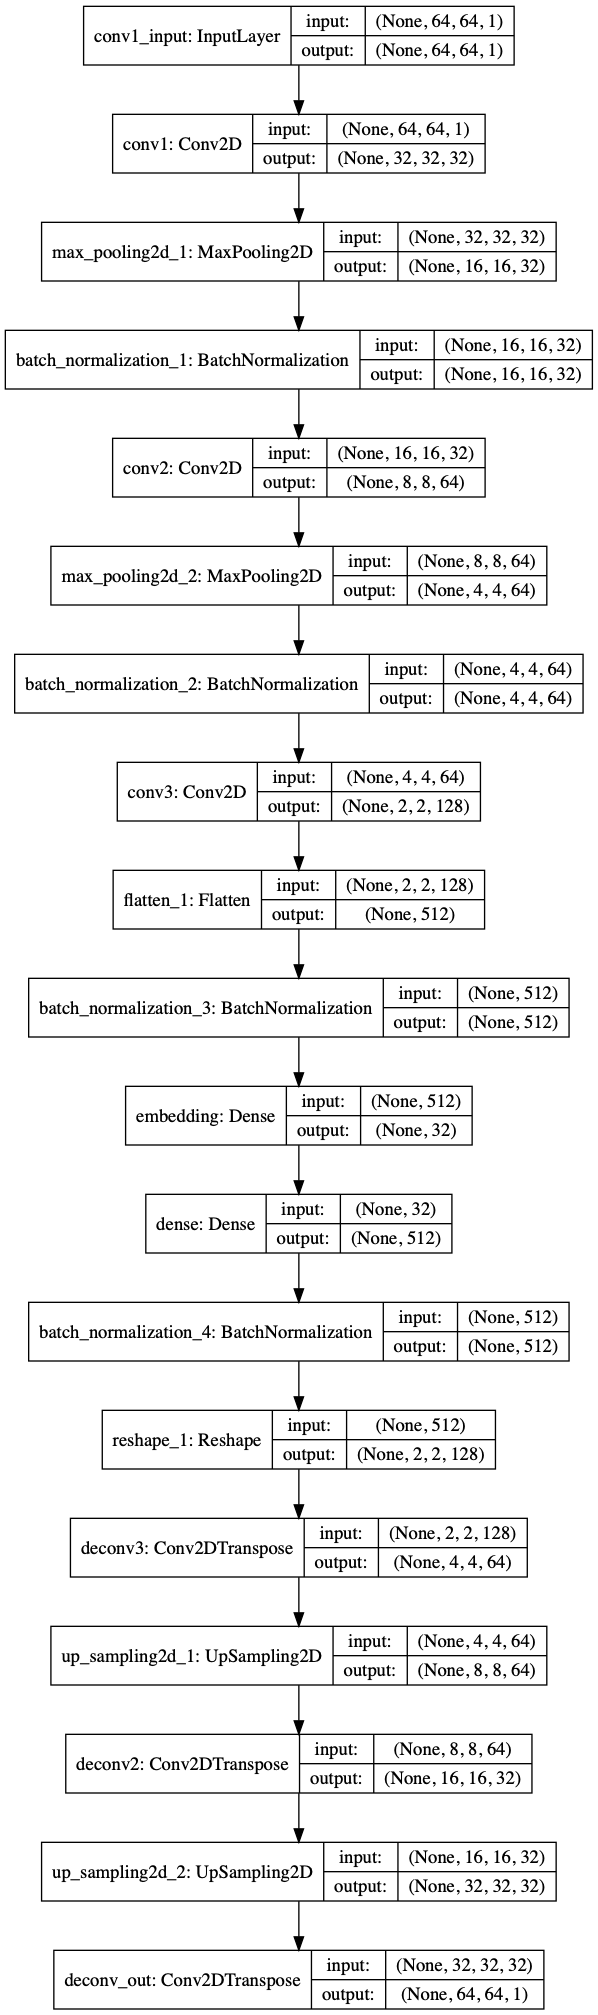 conv1_input: InputLayer
input: (None, 64, 64, 1)
output: (None, 64, 64, 1)
conv1: Conv2D
input: (None, 64, 64, 1)
output: (None, 32, 32, 32)
max_pooling2d_1: MaxPooling2D
input: (None, 32, 32, 32)
output: (None, 16, 16, 32)
batch_normalization_1: BatchNormalization
input: (None, 16, 16, 32)
output: (None, 16, 16, 32)
conv2: Conv2D
input: (None, 16, 16, 32)
output: (None, 8, 8, 64)
max_pooling2d_2: MaxPooling2D
input: (None, 8, 8, 64)
output: (None, 4, 4, 64)
batch_normalization_2: BatchNormalization
input: (None, 4, 4, 64)
output: (None, 4, 4, 64)
conv3: Conv2D
input: (None, 4, 4, 64)
output: (None, 2, 2, 128)
flatten_1: Flatten
input: (None, 2, 2, 128)
output: (None, 512)
batch_normalization_3: BatchNormalization
input: (None, 512)
output: (None, 512)
embedding: Dense
input: (None, 512)
output: (None, 32)
dense: Dense
input: (None, 32)
output: (None, 512)
batch_normalization_4: BatchNormalization
input: (None, 512)
output: (None, 512)
reshape_1: Reshape
input: (None, 512)
output: (None, 2, 2, 128)
deconv3: Conv2DTranspose
input: (None, 2, 2, 128)
output: (None, 4, 4, 64)
up_sampling2d_1: UpSampling2D
input: (None, 4, 4, 64)
output: (None, 8, 8, 64)
deconv2: Conv2DTranspose
input: (None, 8, 8, 64)
output: (None, 16, 16, 32)
up_sampling2d_2: UpSampling2D
input: (None, 16, 16, 32)
output: (None, 32, 32, 32)
deconv_out: Conv2DTranspose
input: (None, 32, 32, 32)
output: (None, 64, 64, 1)